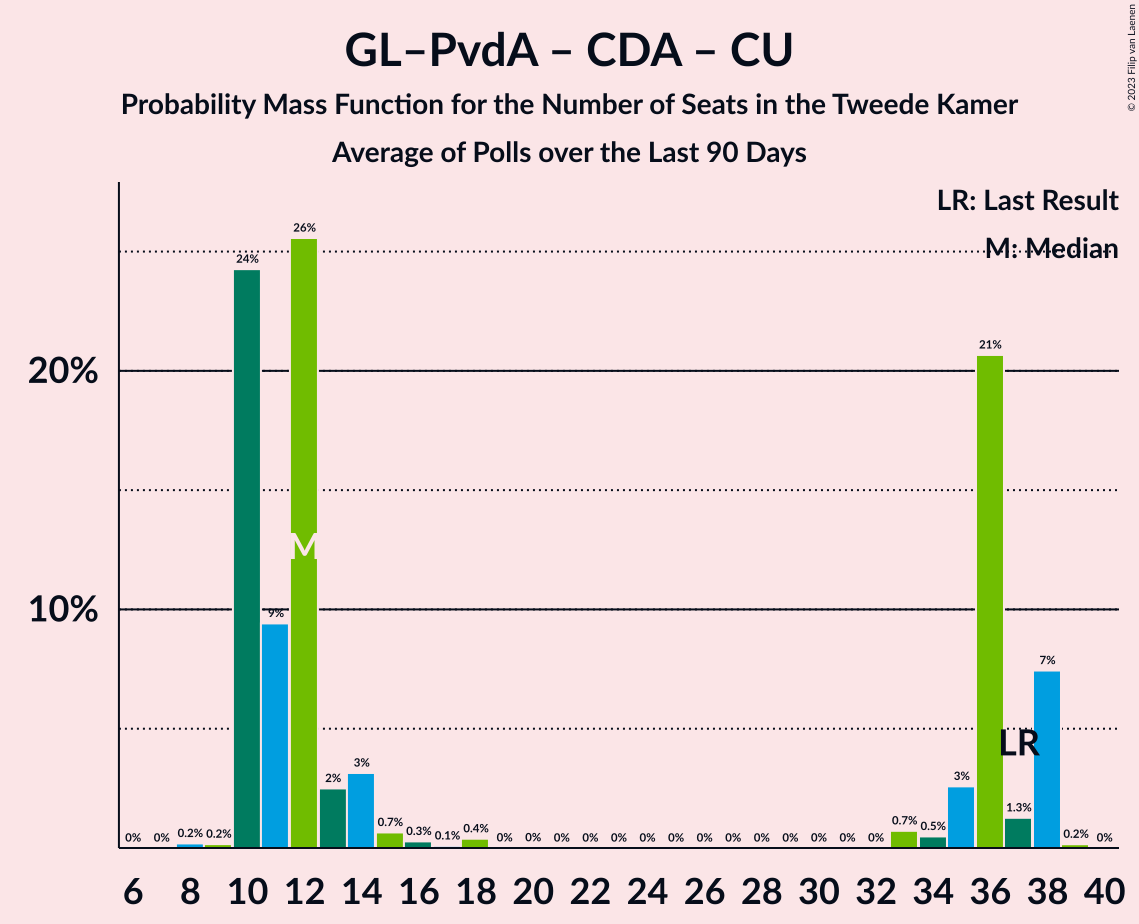 GL–PvdA – CDA – CU
Probability Mass Function for the Number of Seats in the Tweede Kamer
Average of Polls over the Last 90 Days
© 2023 Filip van Laenen
LR: Last Result
M: Median
20%
10%
0% 0% 0.2% 0.2% 24% 9% 26% 2% 3% 0.7% 0.3% 0.1% 0.4% 0% 0% 0% 0% 0% 0% 0% 0% 0% 0% 0% 0% 0% 0% 0.7% 0.5% 3% 21% 1.3% 7% 0.2% 0%
M
LR
6 8 10 12 14 16 18 20 22 24 26 28 30 32 34 36 38 40